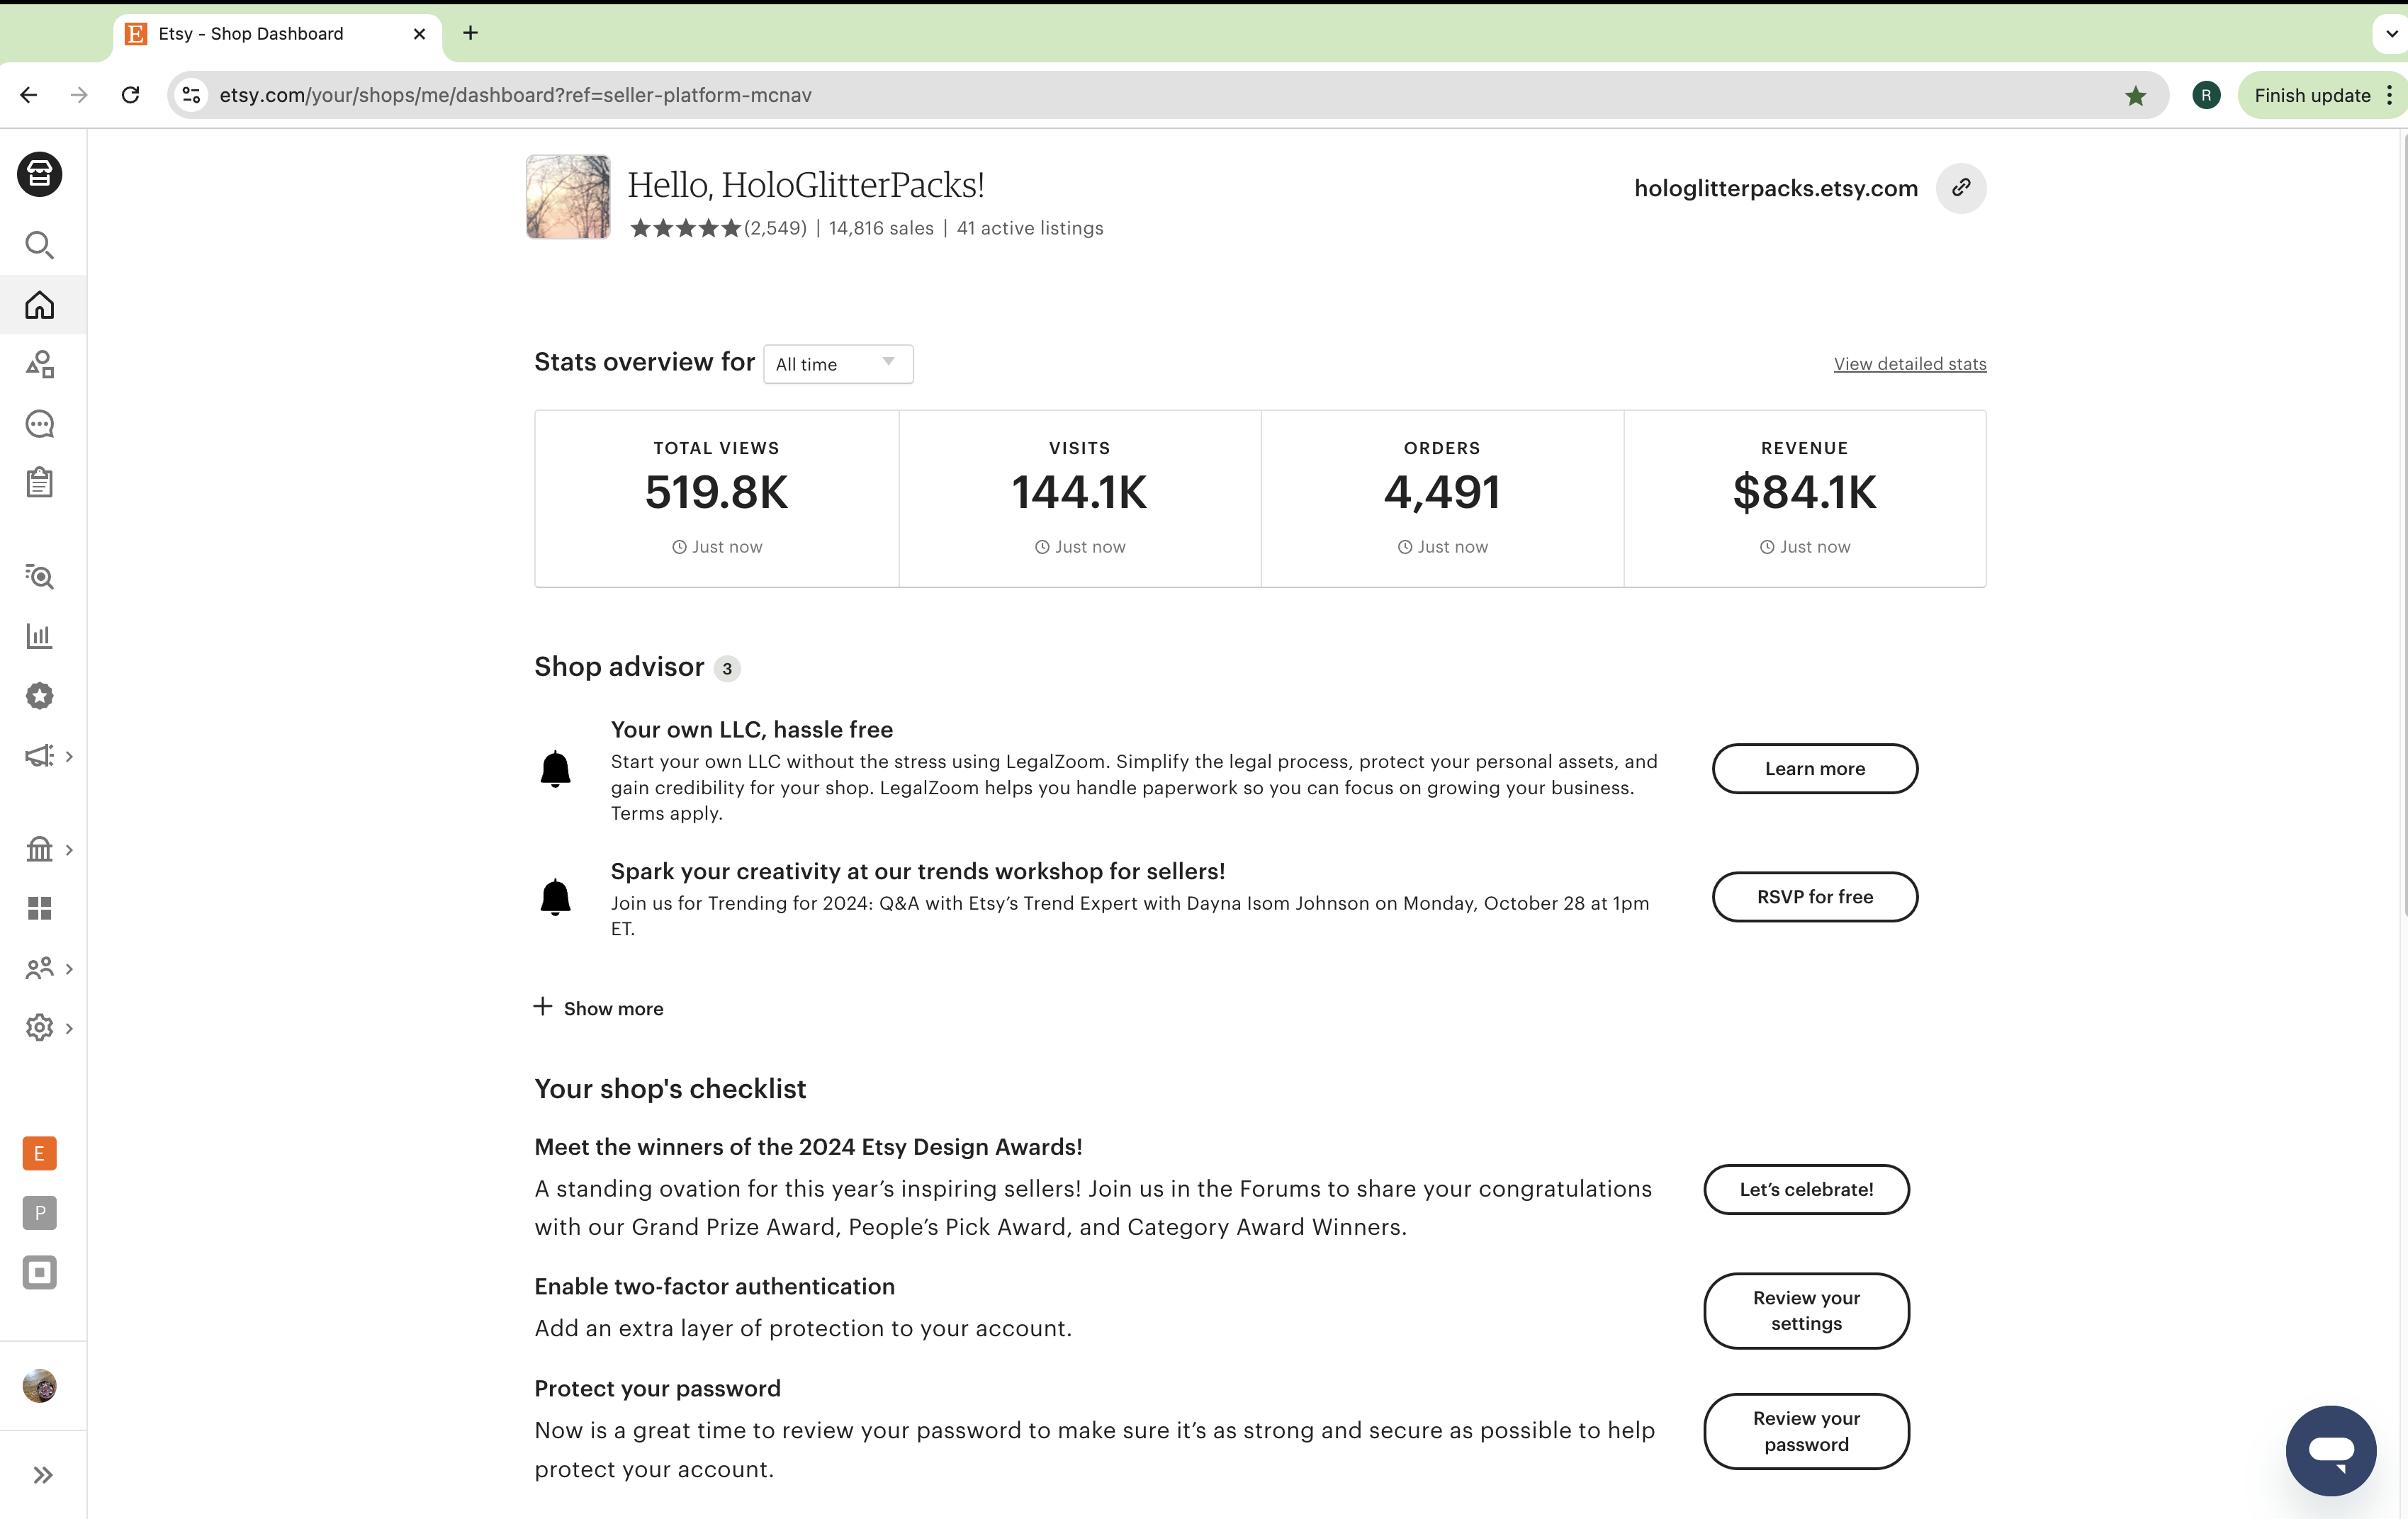 Etsy - Shop Dashboard
etsy.com/your/shops/me/dashboard?ref=seller-platform-mcnav
R
Finish update
Hello, HoloGlitterPacks!
(2,549) | 14,816 sales | 41 active listings
hologlitterpacks.etsy.com
Stats overview for
All time
View detailed stats
TOTAL VIEWS
519.8K
Just now
VISITS
144.1K
Just now
ORDERS
4,491
Just now
REVENUE
$84.1K
Just now
Shop advisor 3
Your own LLC, hassle free
Start your own LLC without the stress using LegalZoom. Simplify the legal process, protect your personal assets, and
gain credibility for your shop. LegalZoom helps you handle paperwork so you can focus on growing your business.
Terms apply.
Learn more
Spark your creativity at our trends workshop for sellers!
Join us for Trending for 2024: Q&A with Etsy’s Trend Expert with Dayna Isom Johnson on Monday, October 28 at 1pm
ET.
RSVP for free
Show more
Your shop's checklist
Meet the winners of the 2024 Etsy Design Awards!
A standing ovation for this year’s inspiring sellers! Join us in the Forums to share your congratulations
with our Grand Prize Award, People’s Pick Award, and Category Award Winners.
Let’s celebrate!
Enable two-factor authentication
Add an extra layer of protection to your account.
Review your
settings
Protect your password
Now is a great time to review your password to make sure it’s as strong and secure as possible to help
protect your account.
Review your
password
E
P